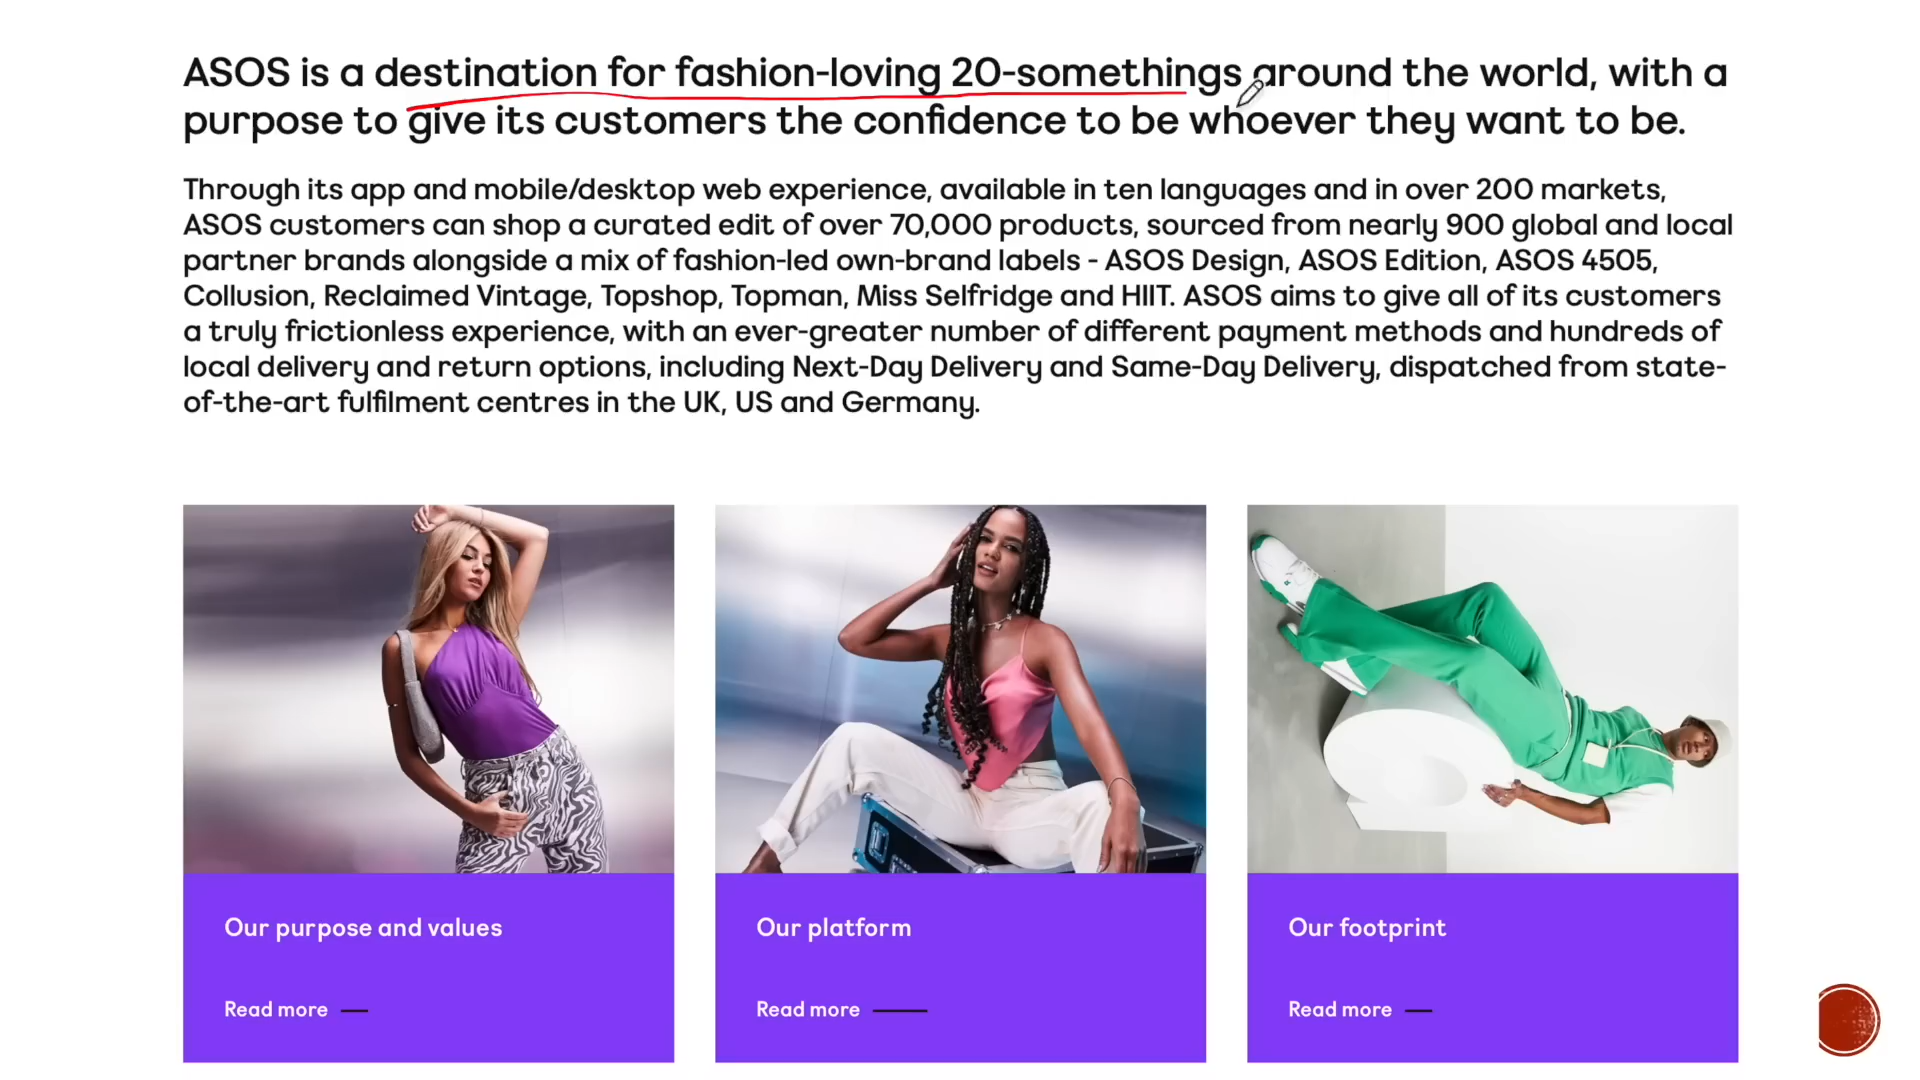 ASOS is a destination for fashion-loving 20-somethings around the world, with a
purpose to give its customers the confidence to be whoever they want to be.
Through its app and mobile/desktop web experience, available in ten languages and in over 200 markets,
ASOS customers can shop a curated edit of over 70,000 products, sourced from nearly 900 global and local
partner brands alongside a mix of fashion-led own-brand labels - ASOS Design, ASOS Edition, ASOS 4505,
Collusion, Reclaimed Vintage, Topshop, Topman, Miss Selfridge and HIIT. ASOS aims to give all of its customers
a truly frictionless experience, with an ever-greater number of different payment methods and hundreds of
local delivery and return options, including Next-Day Delivery and Same-Day Delivery, dispatched from state-
of-the-art fulfilment centres in the UK, US and Germany.
Our purpose and values
Read more
Our platform
Read more
Our footprint
Read more